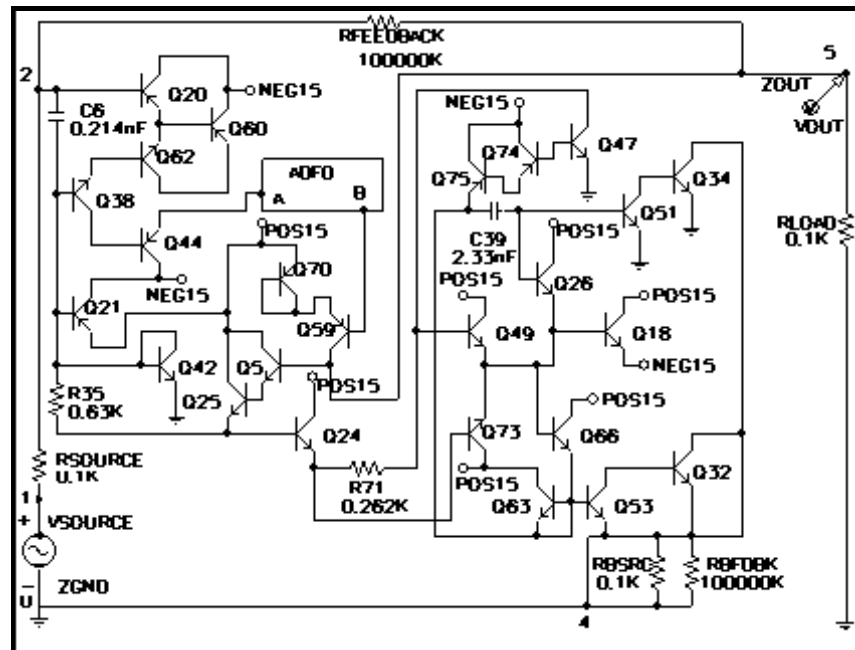 RFEEDBACK
100000K
5
2
ZOUT
VOUT
Q20
NEG15
C6
0.214nF
Q60
Q62
NEG15
Q47
Q74
Q75
Q34
ADF0
A
B
Q38
Q51
POS15
C39
2.33nF
POS15
RLOAD
0.1K
Q44
Q70
POS15
Q26
NEG15
POS15
Q21
Q59
Q49
Q18
Q42
Q5
POS15
NEG15
R35
0.63K
Q25
POS15
Q24
Q73
Q66
RSOURCE
0.1K
POS15
Q32
R71
0.262K
Q63
Q53
1
+
VSOURCE
RBSRC
0.1K
RBFDBK
100000K
–
U
ZGND
4